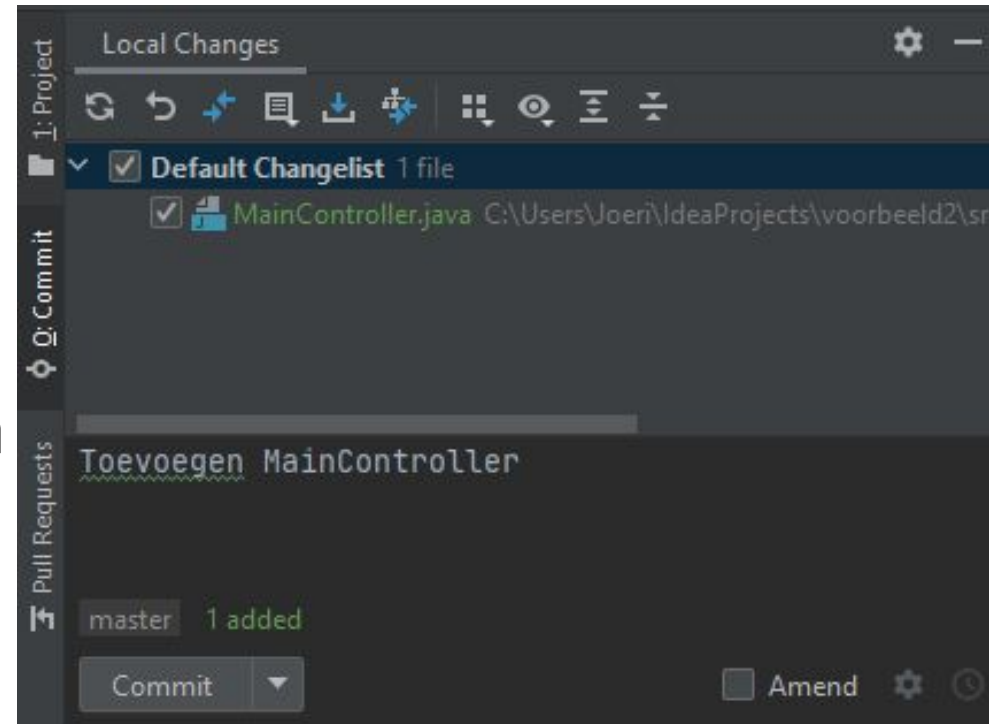 Local Changes
1: Project
Default Changelist 1 file
MainController.java C:\Users\Joeri\IdeaProjects\voorbeeld2\sr
0: Commit
Pull Requests
Toevoegen MainController
master 1 added
Commit
Amend